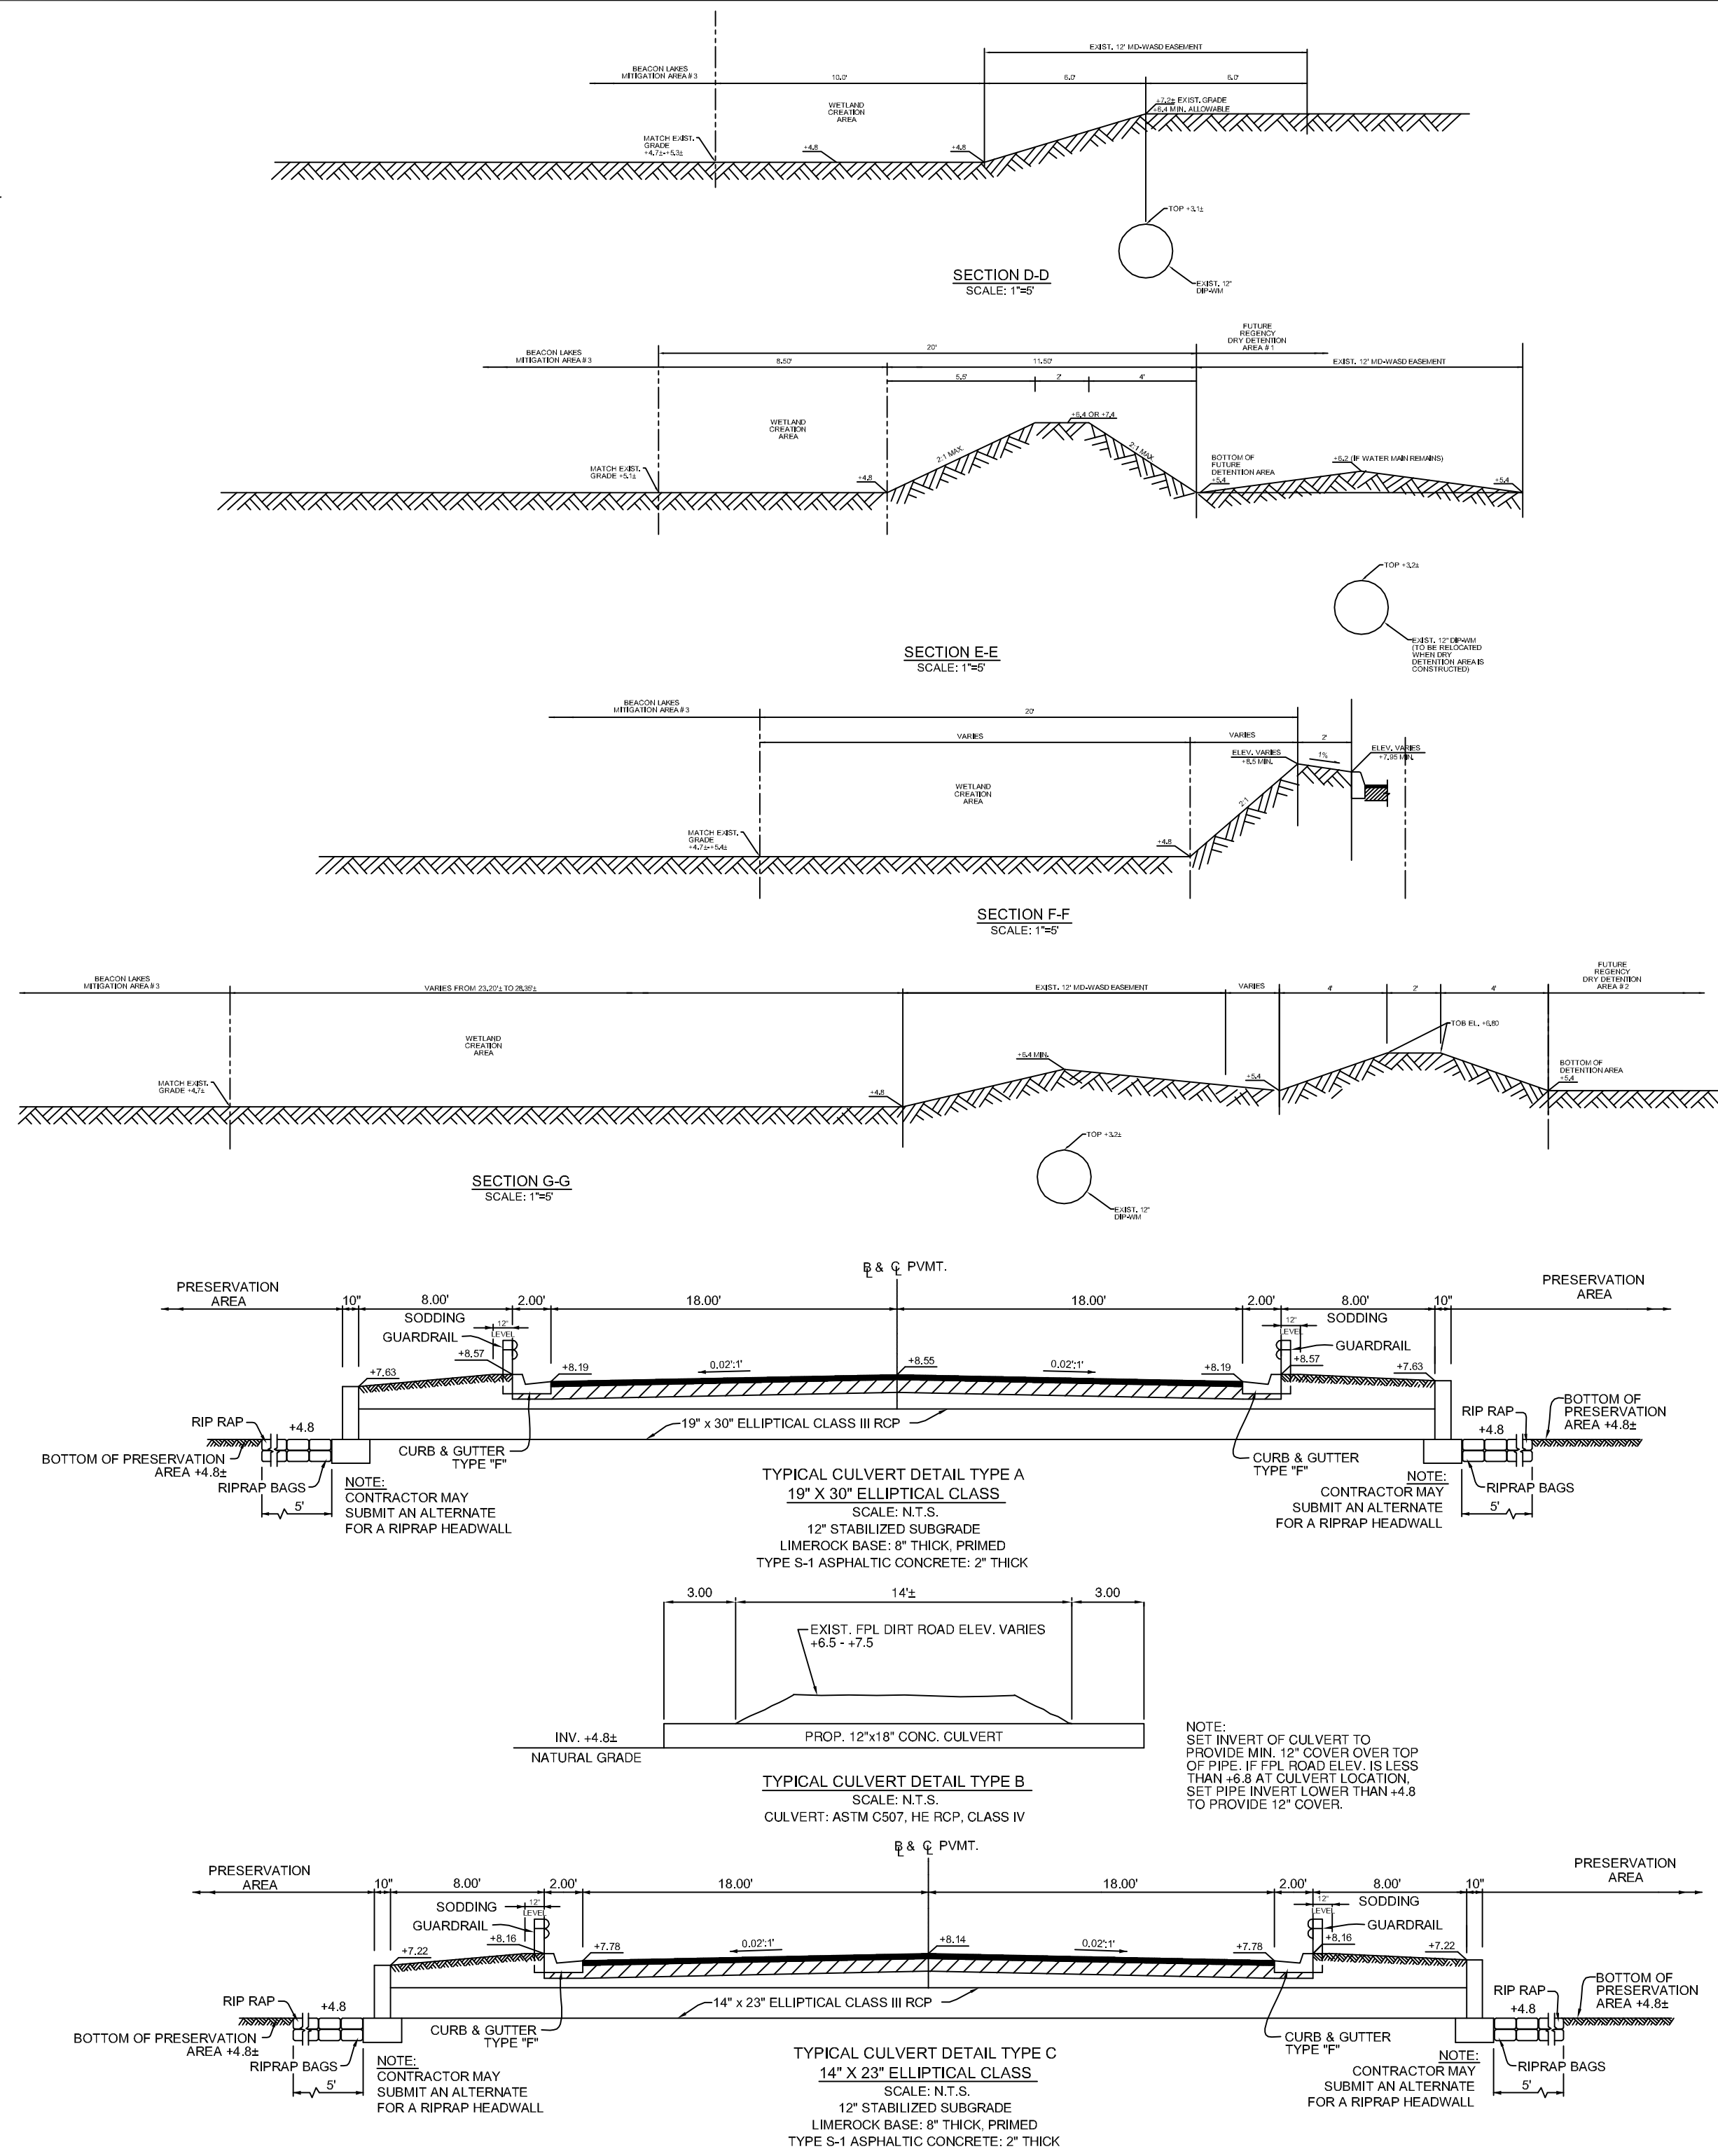 EXIST. 12' MD-WASD EASEMENT
BEACON LAKES
MITIGATION AREA #3
10.0'
6.0'
6.0'
WETLAND
CREATION
AREA
+7.2± EXIST. GRADE
+6.4 MIN. ALLOWABLE
MATCH EXIST.
GRADE
+4.7±-+5.3±
+4.8
+4.8
TOP +3.1±
EXIST. 12"
DIP-WM
SECTION D-D
SCALE: 1"=5'
FUTURE
REGENCY
DRY DETENTION
AREA #1
BEACON LAKES
MITIGATION AREA #3
20'
8.50'
11.50'
EXIST. 12' MD-WASD EASEMENT
5.5'
2'
4'
WETLAND
CREATION
AREA
+6.4 OR +7.4
2:1 MAX.
2:1 MAX.
MATCH EXIST.
GRADE +5.1±
+4.8
BOTTOM OF
FUTURE
DETENTION AREA
+5.4
+6.2 (IF WATER MAIN REMAINS)
+5.4
TOP +3.2±
EXIST. 12" DIP-WM
(TO BE RELOCATED
WHEN DRY
DETENTION AREA IS
CONSTRUCTED)
SECTION E-E
SCALE: 1"=5'
BEACON LAKES
MITIGATION AREA #3
20'
VARIES
VARIES
2'
ELEV. VARIES
+8.5 MIN.
1%
ELEV. VARIES
+7.95 MIN.
WETLAND
CREATION
AREA
2:1
MATCH EXIST.
GRADE
+4.7±-+5.4±
+4.8
SECTION F-F
SCALE: 1"=5'
BEACON LAKES
MITIGATION AREA #3
VARIES FROM 23.20'± TO 28.36'±
EXIST. 12' MD-WASD EASEMENT
VARIES
4'
2'
4'
FUTURE
REGENCY
DRY DETENTION
AREA #2
WETLAND
CREATION
AREA
TOB EL. +6.80
+6.4 MIN.
MATCH EXIST.
GRADE +4.7±
+4.8
+5.4
BOTTOM OF
DETENTION AREA
+5.4
TOP +3.2±
EXIST. 12"
DIP-WM
SECTION G-G
SCALE: 1"=5'
B & C PVMT.
PRESERVATION
AREA
10"
8.00'
2.00'
18.00'
18.00'
2.00'
8.00'
10"
PRESERVATION
AREA
SODDING
12"
LEVEL
GUARDRAIL
12"
LEVEL
SODDING
GUARDRAIL
+7.63
+8.57
+8.19
0.02':1'
+8.55
0.02':1'
+8.19
+8.57
+7.63
RIP RAP
+4.8
BOTTOM OF PRESERVATION
AREA +4.8±
RIPRAP BAGS
5'
CURB & GUTTER
TYPE "F"
19" x 30" ELLIPTICAL CLASS III RCP
CURB & GUTTER
TYPE "F"
RIP RAP
+4.8
BOTTOM OF
PRESERVATION
AREA +4.8±
RIPRAP BAGS
5'
NOTE:
CONTRACTOR MAY
SUBMIT AN ALTERNATE
FOR A RIPRAP HEADWALL
NOTE:
CONTRACTOR MAY
SUBMIT AN ALTERNATE
FOR A RIPRAP HEADWALL
TYPICAL CULVERT DETAIL TYPE A
19" X 30" ELLIPTICAL CLASS
SCALE: N.T.S.
12" STABILIZED SUBGRADE
LIMEROCK BASE: 8" THICK, PRIMED
TYPE S-1 ASPHALTIC CONCRETE: 2" THICK
3.00
14'±
3.00
EXIST. FPL DIRT ROAD ELEV. VARIES
+6.5 - +7.5
INV. +4.8±
NATURAL GRADE
PROP. 12"x18" CONC. CULVERT
TYPICAL CULVERT DETAIL TYPE B
SCALE: N.T.S.
CULVERT: ASTM C507, HE RCP, CLASS IV
NOTE:
SET INVERT OF CULVERT TO
PROVIDE MIN. 12" COVER OVER TOP
OF PIPE. IF FPL ROAD ELEV. IS LESS
THAN +6.8 AT CULVERT LOCATION,
SET PIPE INVERT LOWER THAN +4.8
TO PROVIDE 12" COVER.
B & C PVMT.
PRESERVATION
AREA
10"
8.00'
2.00'
18.00'
18.00'
2.00'
8.00'
10"
PRESERVATION
AREA
SODDING
12"
LEVEL
GUARDRAIL
12"
LEVEL
SODDING
GUARDRAIL
+7.22
+8.16
+7.78
0.02':1'
+8.14
0.02':1'
+7.78
+8.16
+7.22
RIP RAP
+4.8
BOTTOM OF PRESERVATION
AREA +4.8±
RIPRAP BAGS
5'
CURB & GUTTER
TYPE "F"
14" x 23" ELLIPTICAL CLASS III RCP
CURB & GUTTER
TYPE "F"
RIP RAP
+4.8
BOTTOM OF
PRESERVATION
AREA +4.8±
RIPRAP BAGS
5'
NOTE:
CONTRACTOR MAY
SUBMIT AN ALTERNATE
FOR A RIPRAP HEADWALL
NOTE:
CONTRACTOR MAY
SUBMIT AN ALTERNATE
FOR A RIPRAP HEADWALL
TYPICAL CULVERT DETAIL TYPE C
14" X 23" ELLIPTICAL CLASS
SCALE: N.T.S.
12" STABILIZED SUBGRADE
LIMEROCK BASE: 8" THICK, PRIMED
TYPE S-1 ASPHALTIC CONCRETE: 2" THICK